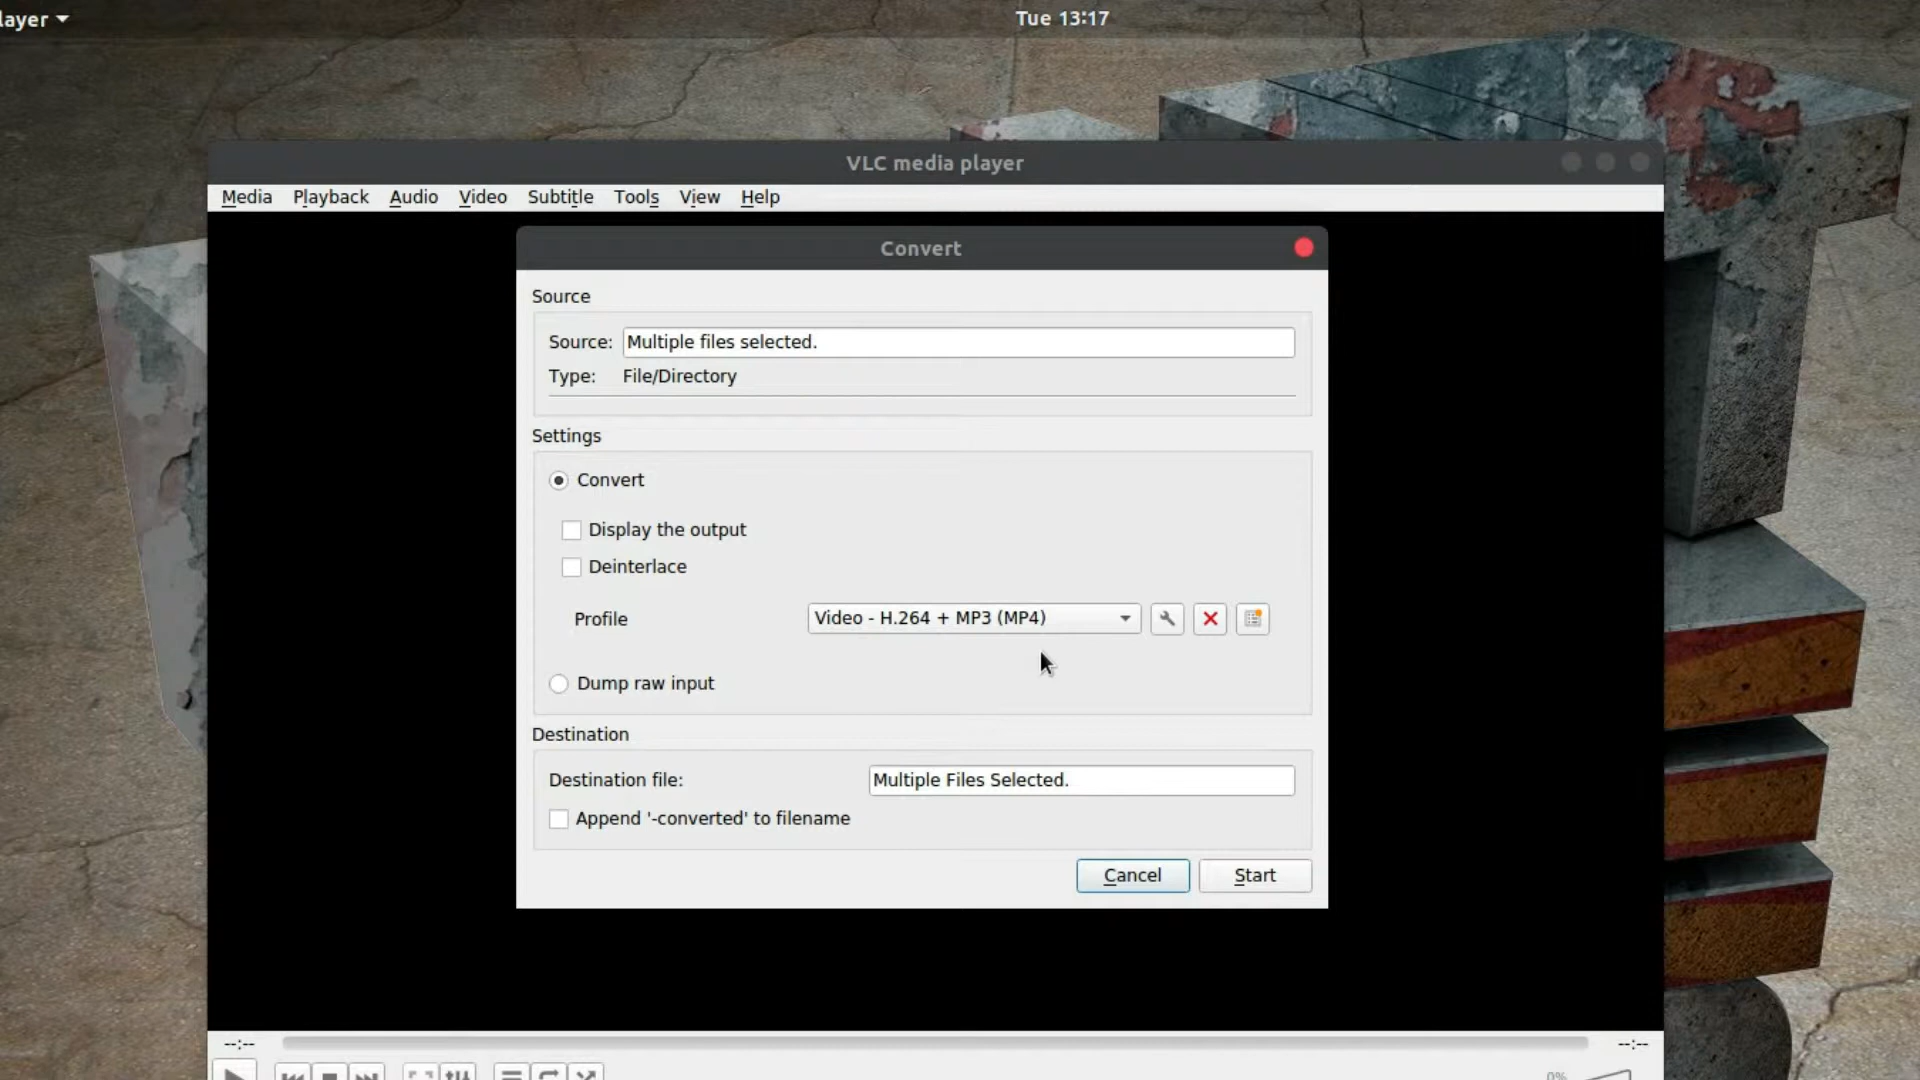 layer
Tue 13:17
VLC media player
Media Playback Audio Video Subtitle Tools View Help
Convert
Source
Source: Multiple files selected.
Type: File/Directory
Settings
Convert
Display the output
Deinterlace
Profile Video - H.264 + MP3 (MP4)
Dump raw input
Destination
Destination file: Multiple Files Selected.
Append '-converted' to filename
Cancel Start
--:-- --:--
0%